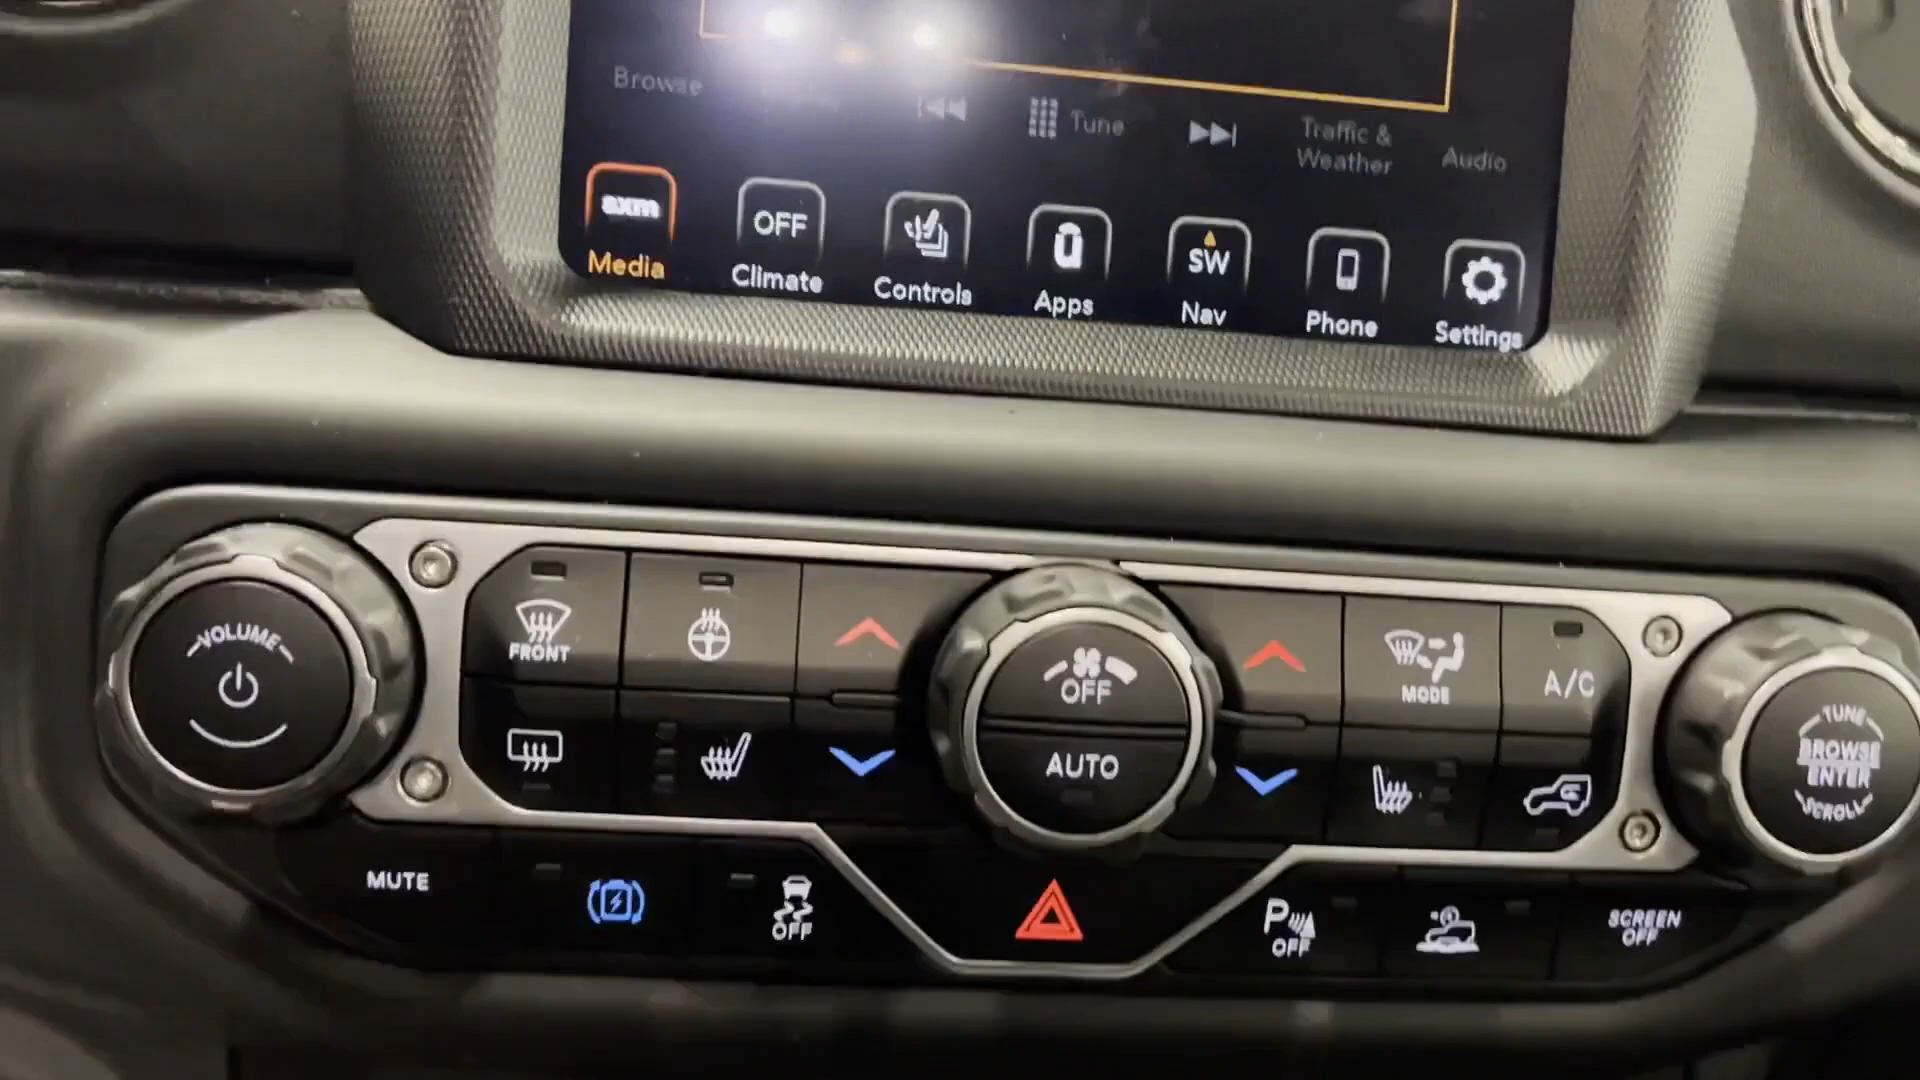 Browse
Tune
Traffic &
Weather
Audio
axm
OFF
SW
Media
Climate
Controls
Apps
Nav
Phone
Settings
VOLUME
FRONT
OFF
AUTO
MODE
A/C
TUNE
BROWSE
ENTER
SCROLL
MUTE
OFF
P
OFF
SCREEN
OFF